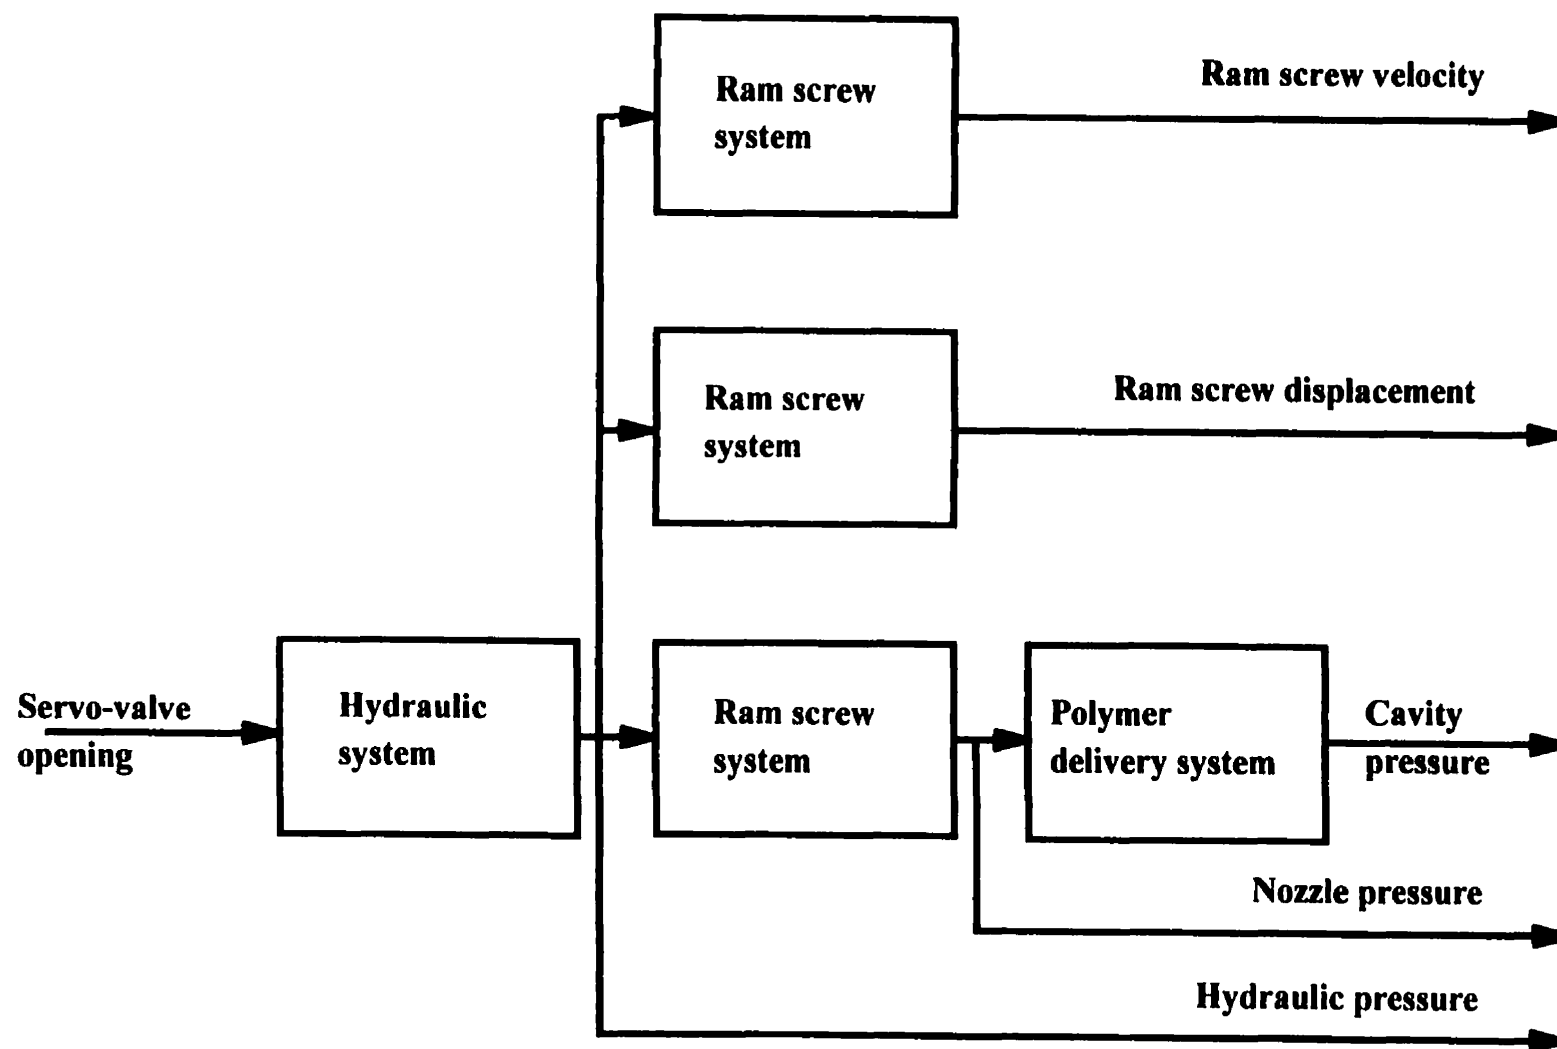 Ram screw velocity
Ram screw
system
Ram screw displacement
Ram screw
system
Servo-valve
opening
Hydraulic
system
Ram screw
system
Polymer
delivery system
Cavity
pressure
Nozzle pressure
Hydraulic pressure